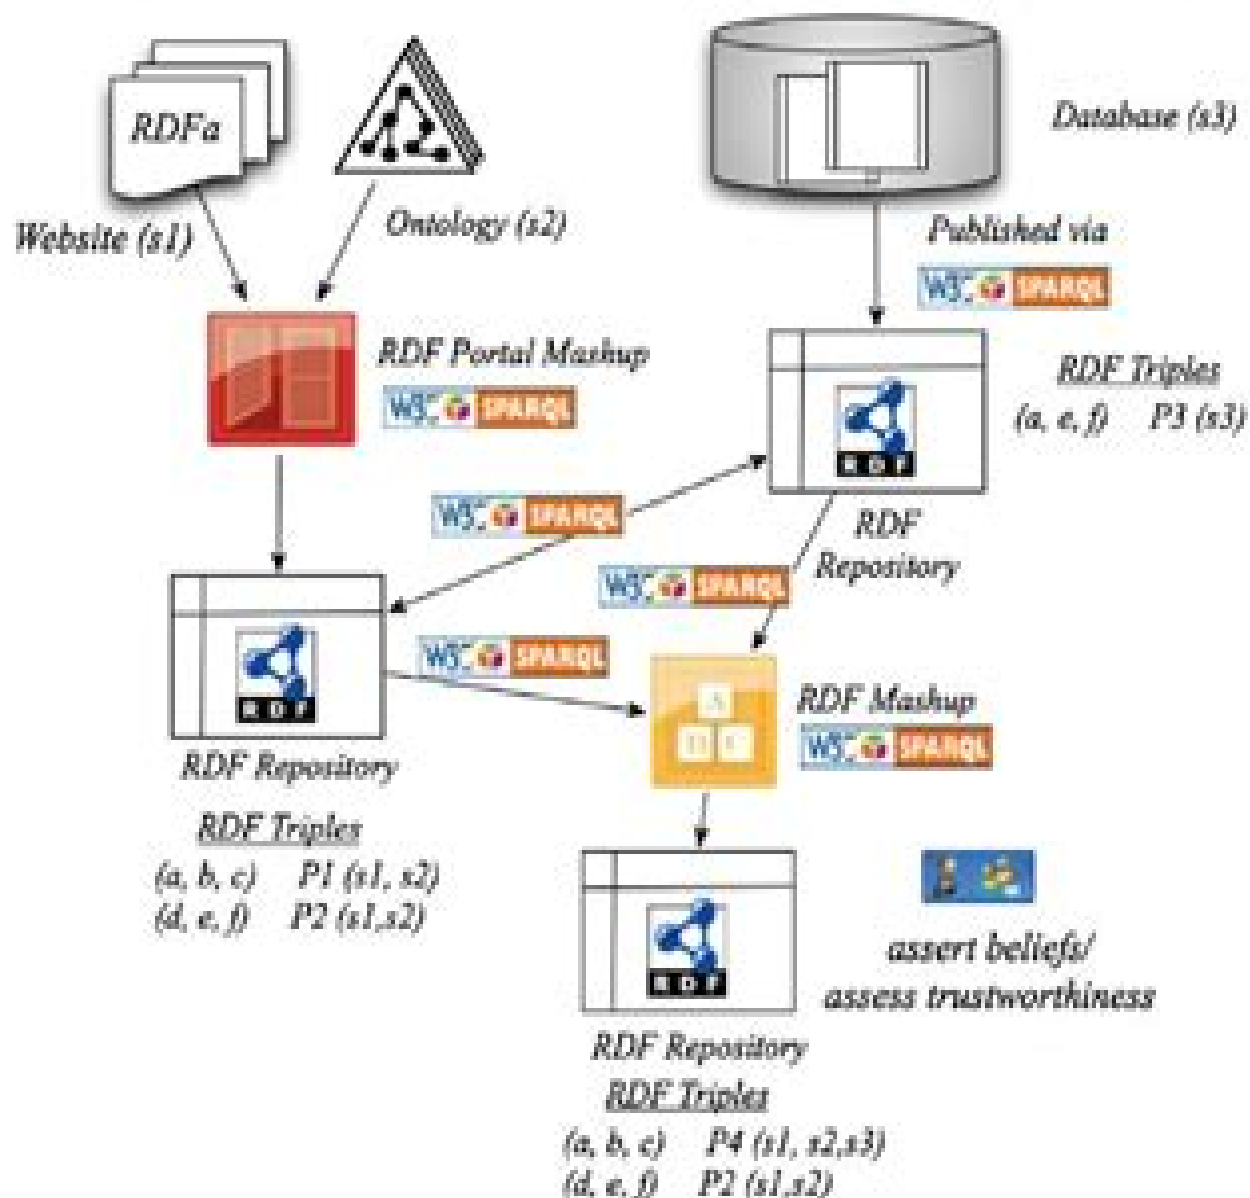 RDFa
Database (s3)
Website (s1)
Ontology (s2)
Published via
W3C SPARQL
RDF Portal Mashup
W3C SPARQL
RDF Triples
(a, e, f) P3 (s3)
RDF
W3C SPARQL
RDF
Repository
W3C SPARQL
W3C SPARQL
RDF
RDF Repository
RDF Mashup
W3C SPARQL
A
B C
RDF Triples
(a, b, c) P1 (s1, s2)
(d, e, f) P2 (s1,s2)
RDF
assert beliefs/
assess trustworthiness
RDF Repository
RDF Triples
(a, b, c) P4 (s1, s2,s3)
(d, e, f) P2 (s1,s2)